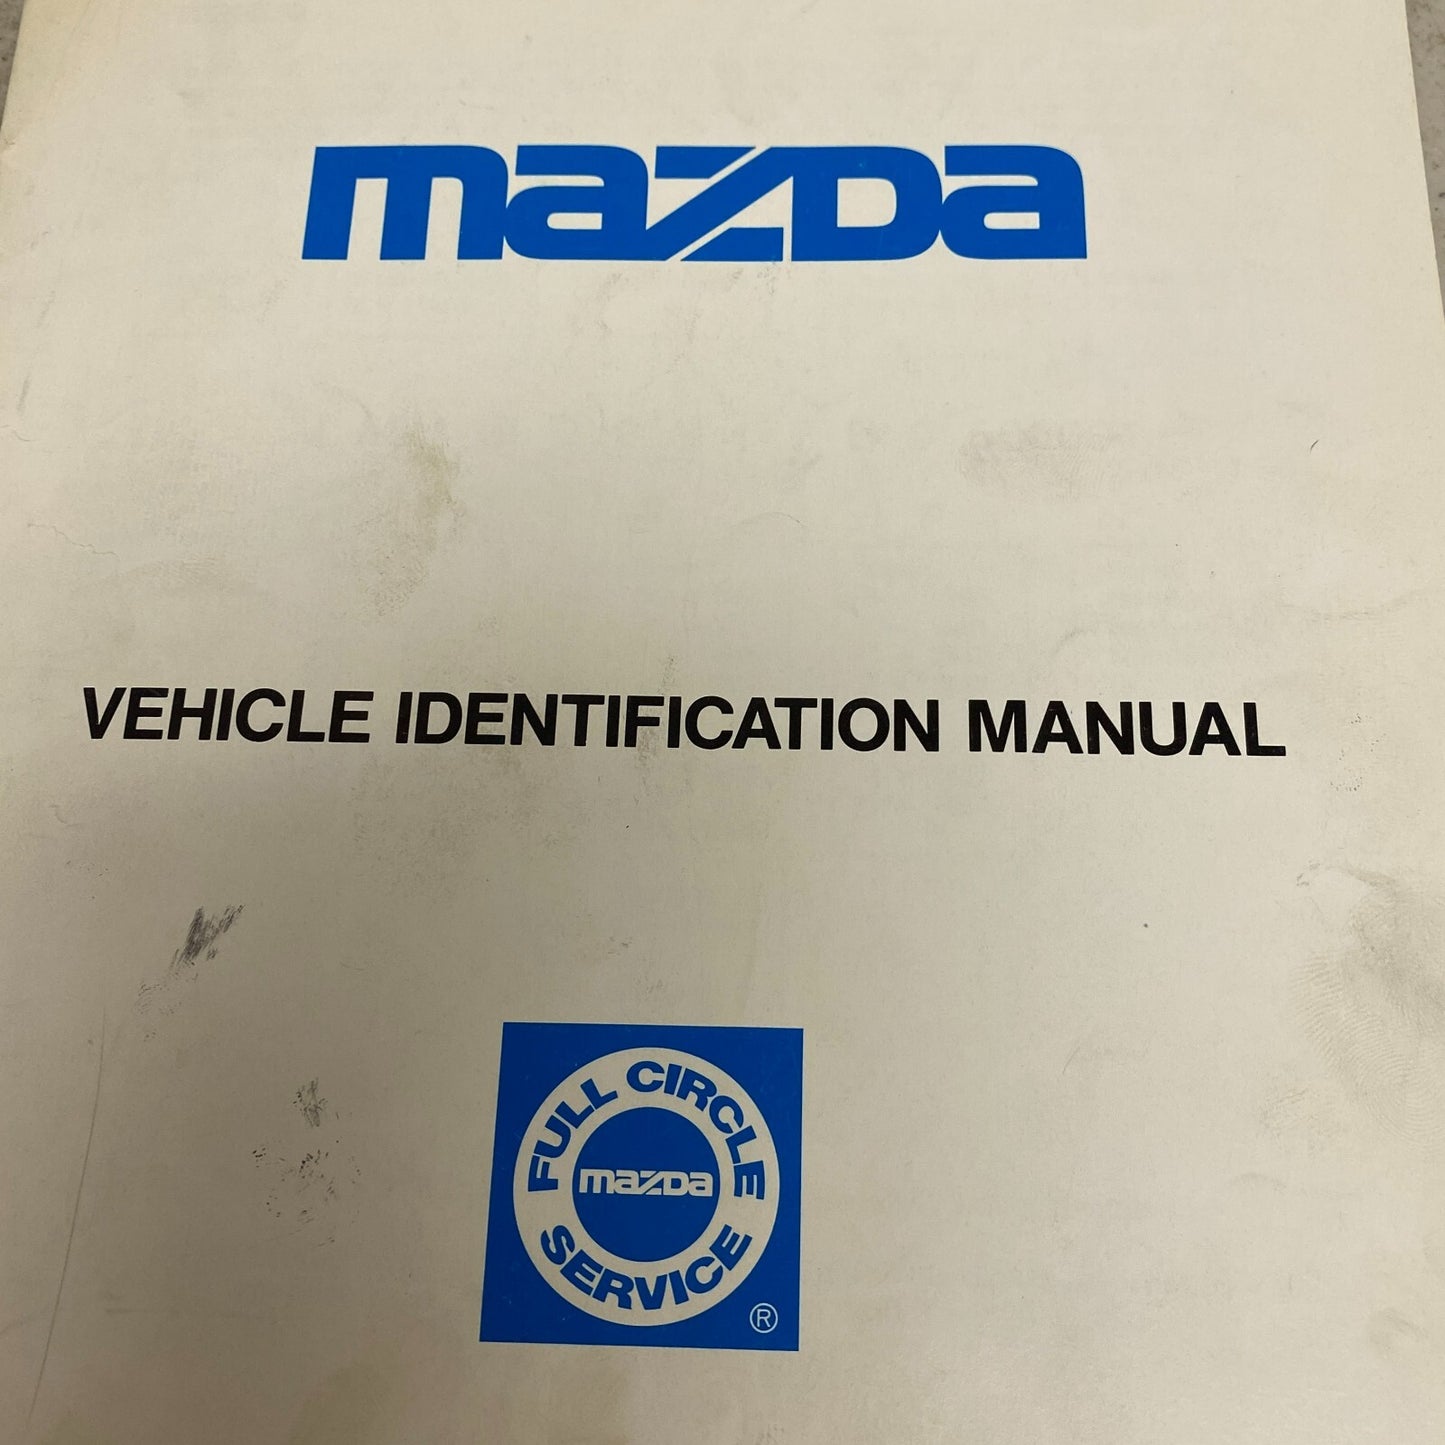 mazda
VEHICLE IDENTIFICATION MANUAL
FULL CIRCLE
mazda
SERVICE
®